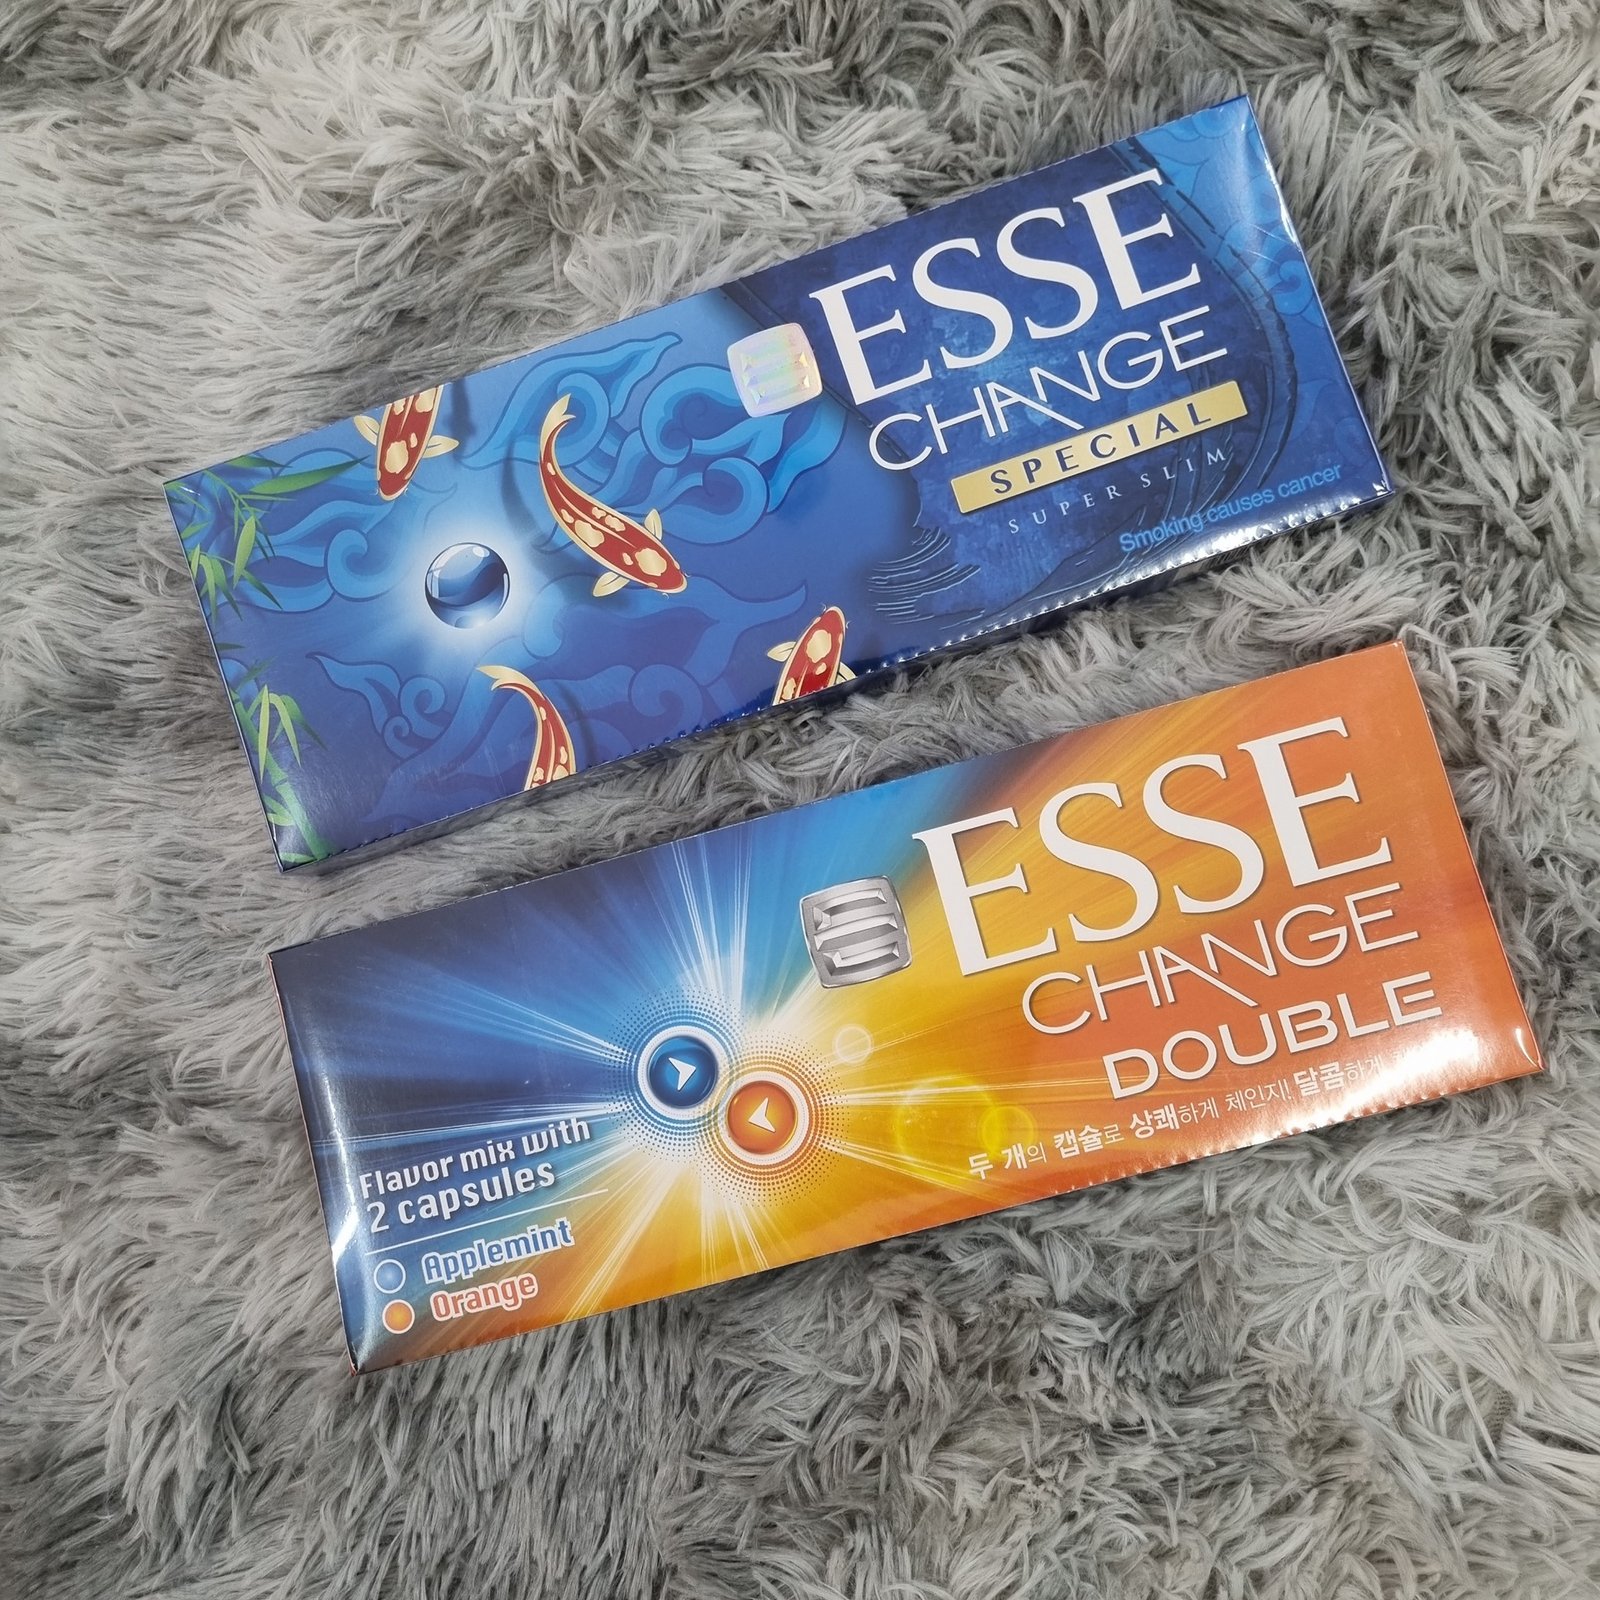 ESSE
CHANGE
SPECIAL
SUPER SLIM
Smoking causes cancer
ESSE
CHANGE
DOUBLE
두 개의 캡슐로 상쾌하게 체인지! 달콤하게
Flavor mix with
2 capsules
Applemint
Orange